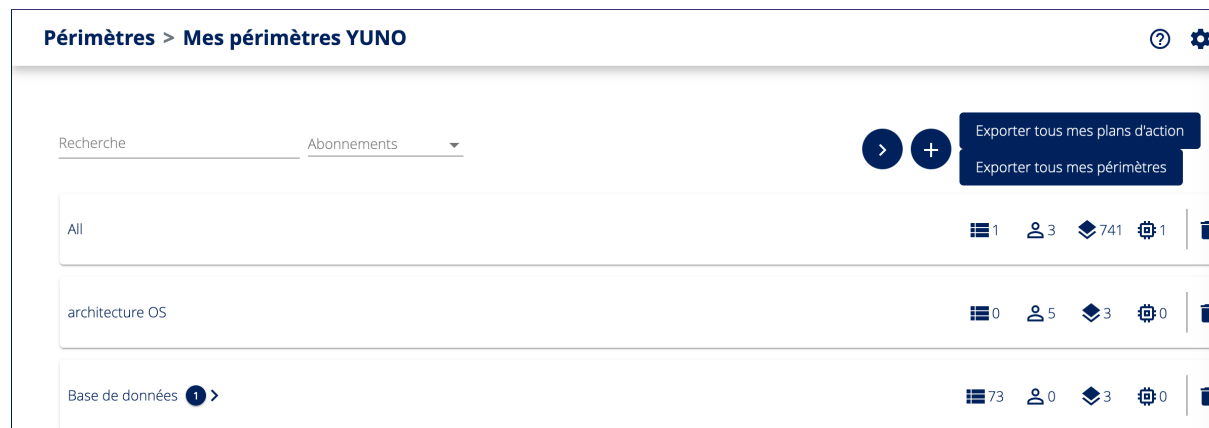 Périmètres > Mes périmètres YUNO
Recherche
Abonnements
Exporter tous mes plans d'action
Exporter tous mes périmètres
All
1 3 741 1
architecture OS
0 5 3 0
Base de données 1
73 0 3 0